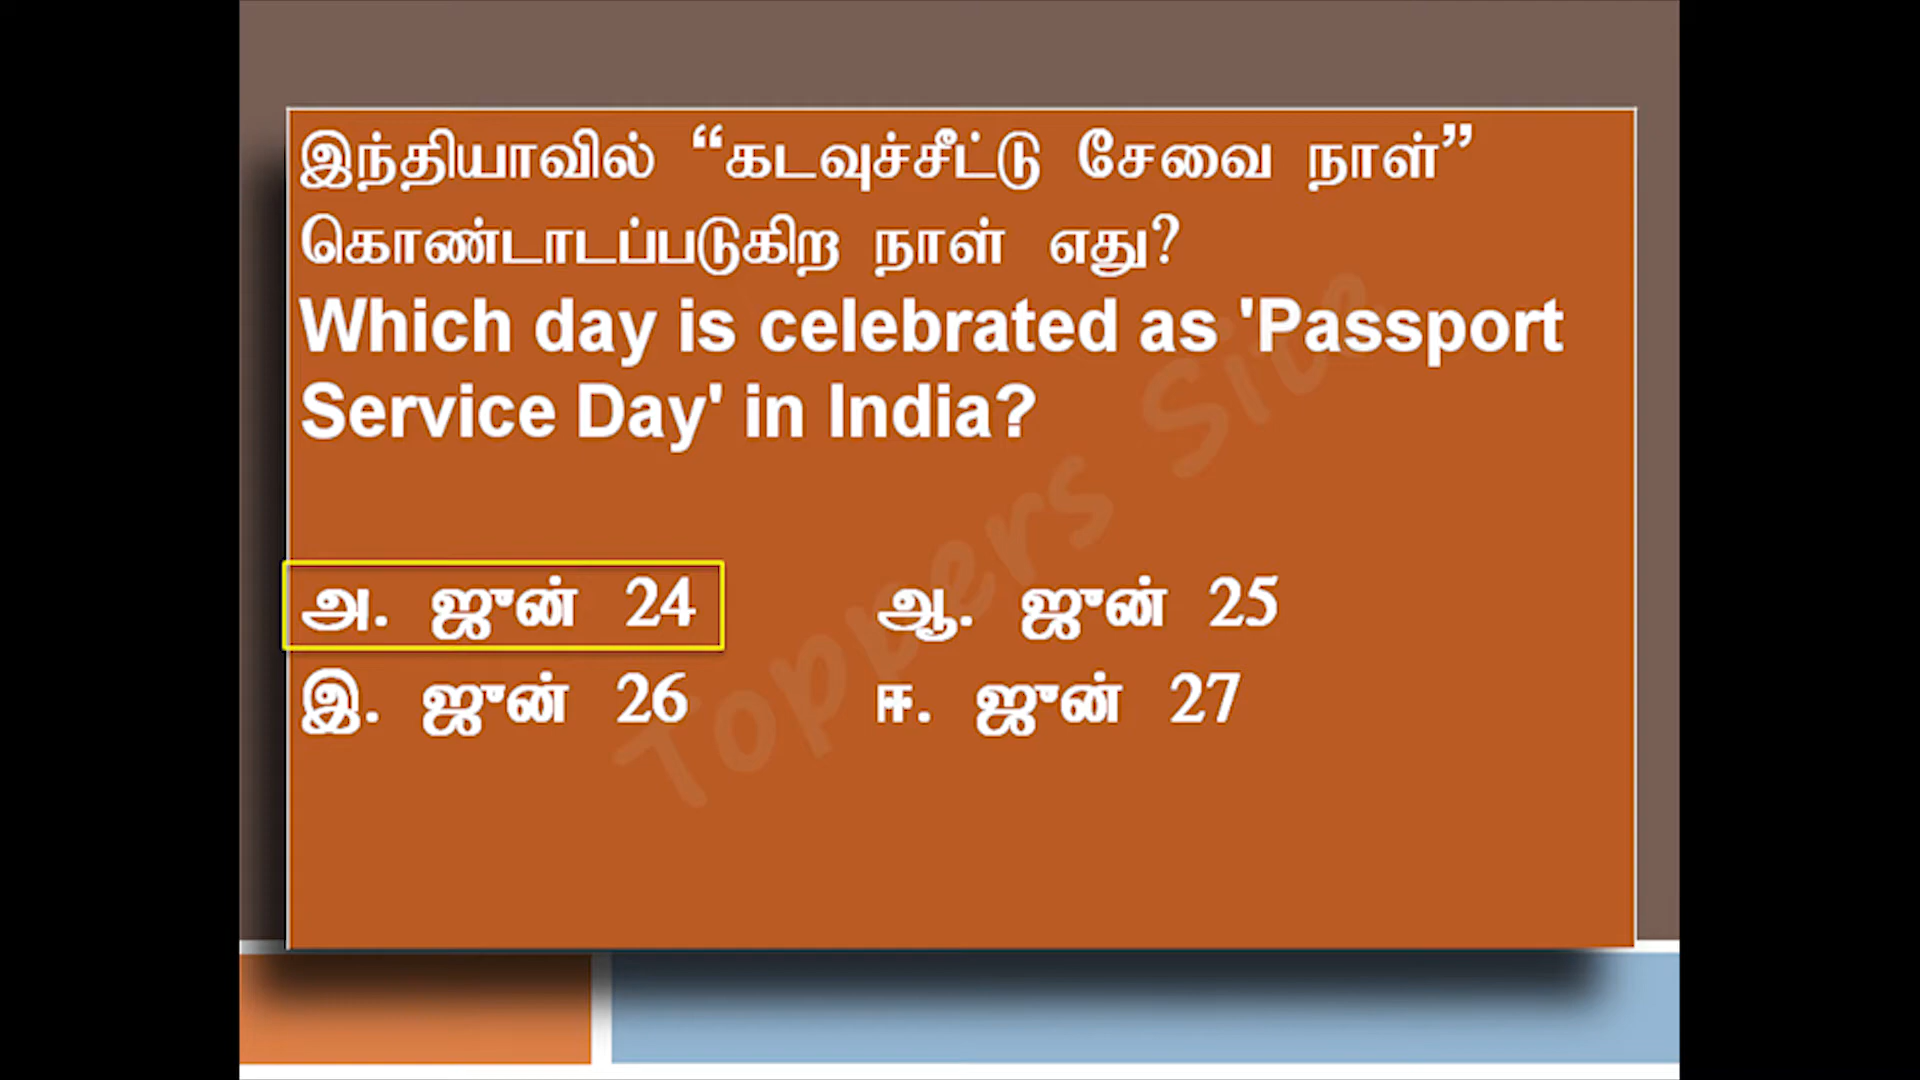 இந்தியாவில் “கடவுச்சீட்டு சேவை நாள்”
கொண்டாடப்படுகிற நாள் எது?
Which day is celebrated as 'Passport
Service Day' in India?
அ. ஜுன் 24 ஆ. ஜுன் 25
இ. ஜுன் 26 ஈ. ஜுன் 27
Toppers Site